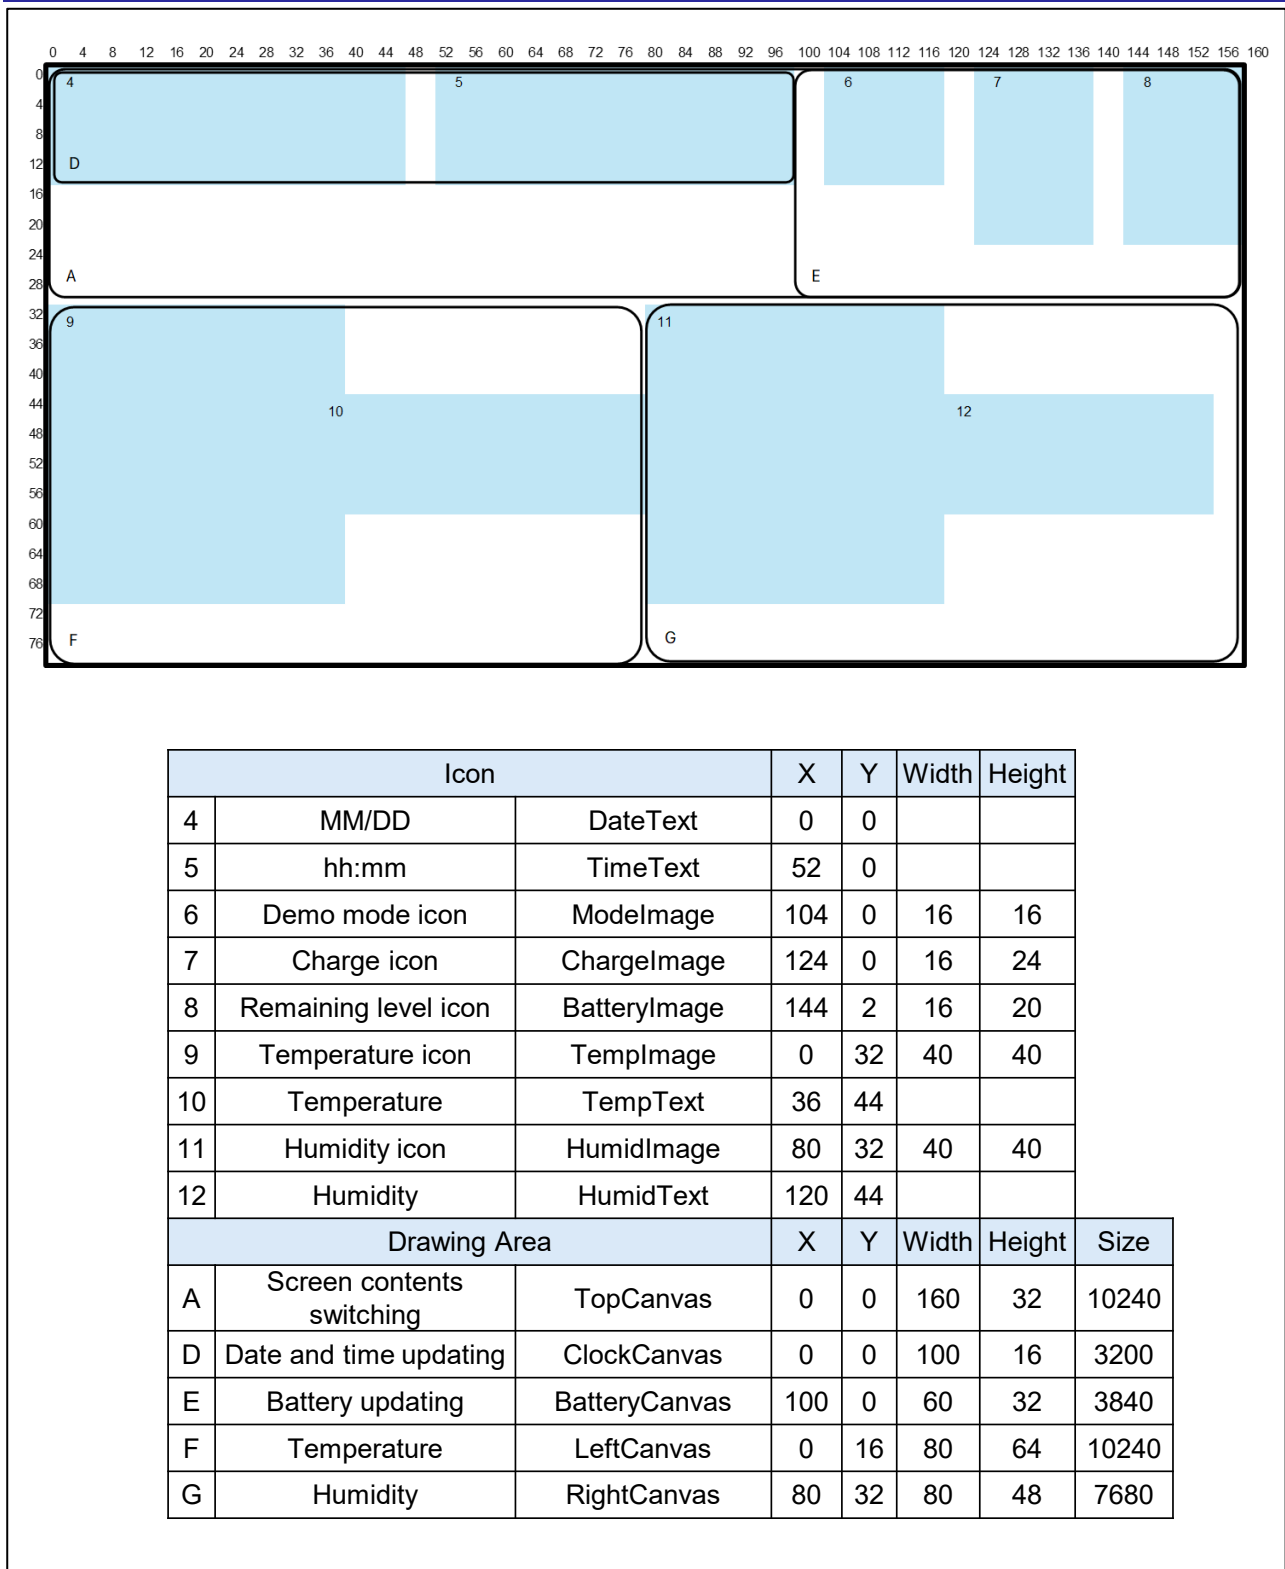 0 4 8 12 16 20 24 28 32 36 40 44 48 52 56 60 64 68 72 76 80 84 88 92 96 100 104 108 112 116 120 124 128 132 136 140 144 148 152 156 160
0
4 5 6 7 8
4
8
12 D
16
20
24
A E
28
32
9 11
36
40
44
10 12
48
52
56
60
64
68
72
76 F G
Icon X Y Width Height
4 MM/DD DateText 0 0
5 hh:mm TimeText 52 0
6 Demo mode icon ModeImage 104 0 16 16
7 Charge icon ChargeImage 124 0 16 24
8 Remaining level icon BatteryImage 144 2 16 20
9 Temperature icon TempImage 0 32 40 40
10 Temperature TempText 36 44
11 Humidity icon HumidImage 80 32 40 40
12 Humidity HumidText 120 44
Drawing Area X Y Width Height Size
A Screen contents switching TopCanvas 0 0 160 32 10240
D Date and time updating ClockCanvas 0 0 100 16 3200
E Battery updating BatteryCanvas 100 0 60 32 3840
F Temperature LeftCanvas 0 16 80 64 10240
G Humidity RightCanvas 80 32 80 48 7680